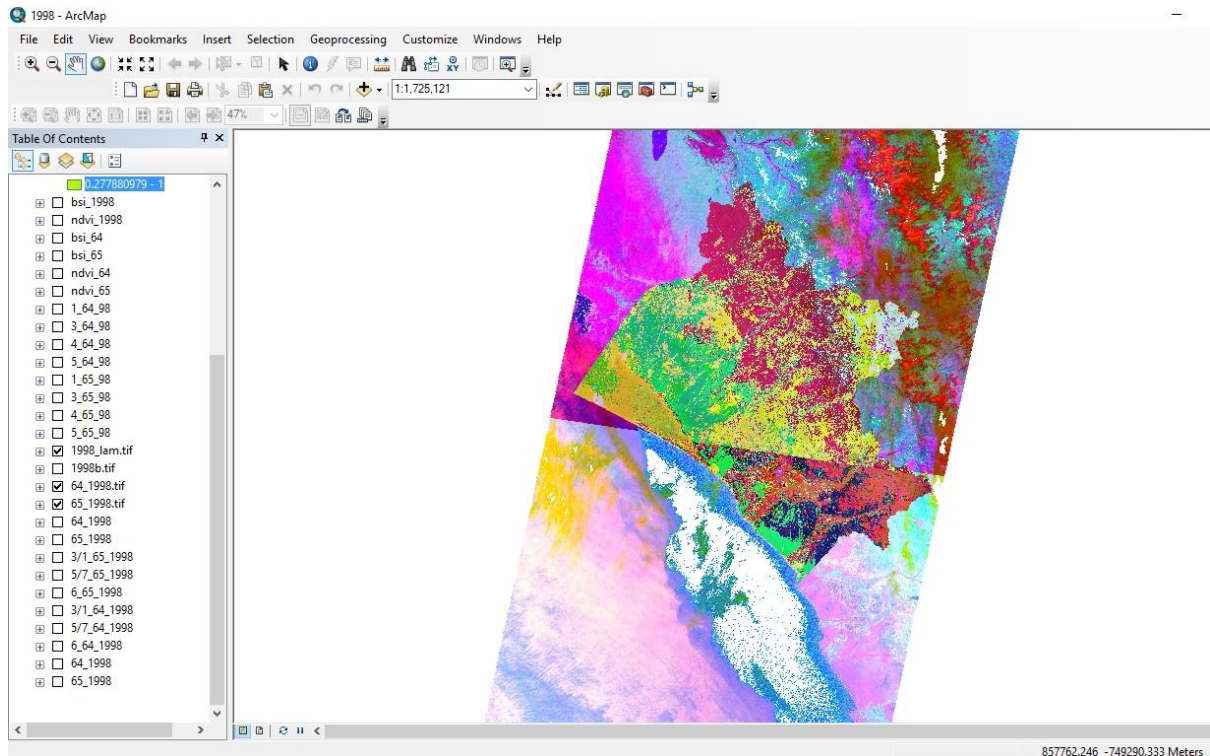 1998 - ArcMap
File Edit View Bookmarks Insert Selection Geoprocessing Customize Windows Help
XY
1:1,725,121
47%
Table Of Contents
0.277880979 - 1
bsi_1998
ndvi_1998
bsi_64
bsi_65
ndvi_64
ndvi_65
1_64_98
3_64_98
4_64_98
5_64_98
1_65_98
3_65_98
4_65_98
5_65_98
1998_lam.tif
1998b.tif
64_1998.tif
65_1998.tif
64_1998
65_1998
3/1_65_1998
5/7_65_1998
6_65_1998
3/1_64_1998
5/7_64_1998
6_64_1998
64_1998
65_1998
857762.246 -749290.333 Meters